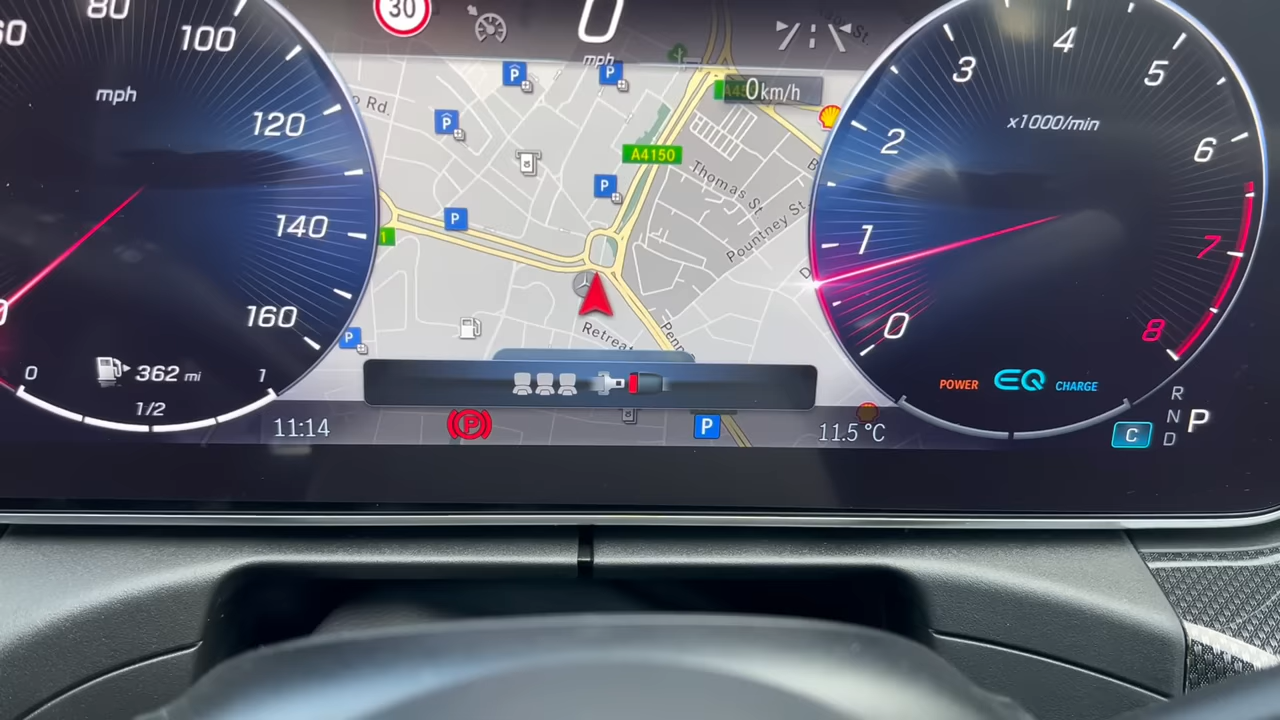 60
80
100
mph
120
140
160
0
362 mi
1/2
1
11:14
30
0
mph
0km/h
Rd.
P
P
P
P
P
P
P
A4150
Thomas St
Pountney St
Retreat
1
P
11.5 °C
St.
1
2
3
4
5
6
7
8
0
x1000/min
POWER
EQ
CHARGE
R
N
D
P
C